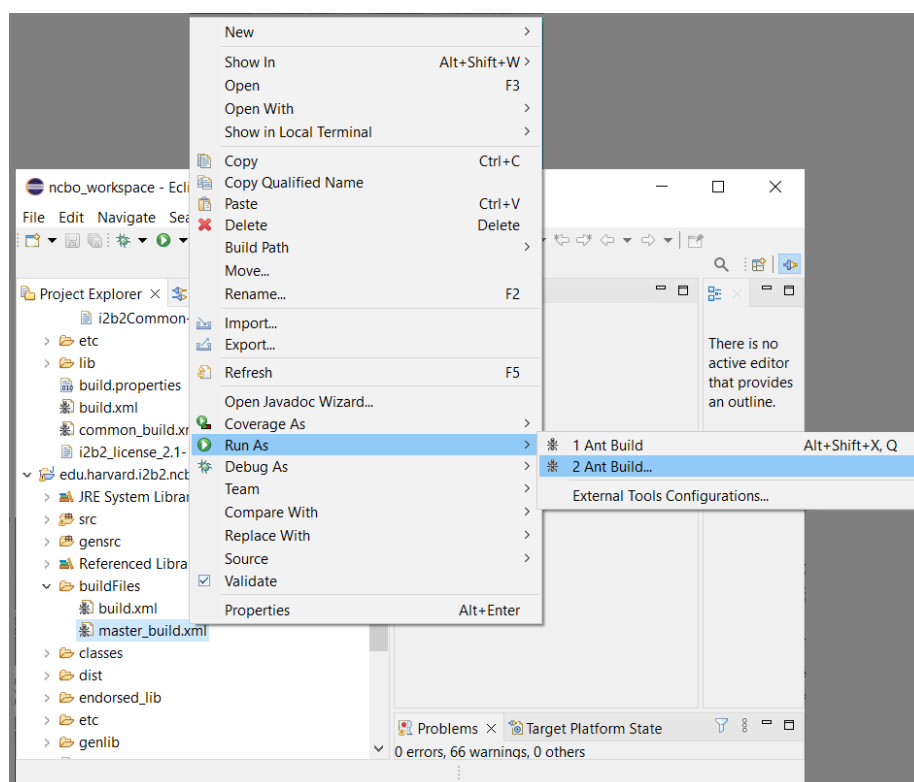 New
Show In Alt+Shift+W
Open F3
Open With
Show in Local Terminal
Copy Ctrl+C
Copy Qualified Name
Paste Ctrl+V
Delete Delete
Build Path
Move...
Rename... F2
Import...
Export...
Refresh F5
Open Javadoc Wizard...
Coverage As
Run As
Debug As
Team
Compare With
Replace With
Source
Validate
Properties Alt+Enter
1 Ant Build Alt+Shift+X, Q
2 Ant Build...
External Tools Configurations...
ncbo_workspace - Ecli
File Edit Navigate Sea
Project Explorer
i2b2Common-
etc
lib
build.properties
build.xml
common_build.xr
i2b2_license_2.1-
edu.harvard.i2b2.ncb
JRE System Librar
src
gensrc
Referenced Libra
buildFiles
build.xml
master_build.xml
classes
dist
endorsed_lib
etc
genlib
There is no
active editor
that provides
an outline.
Problems Target Platform State
0 errors, 66 warnings, 0 others